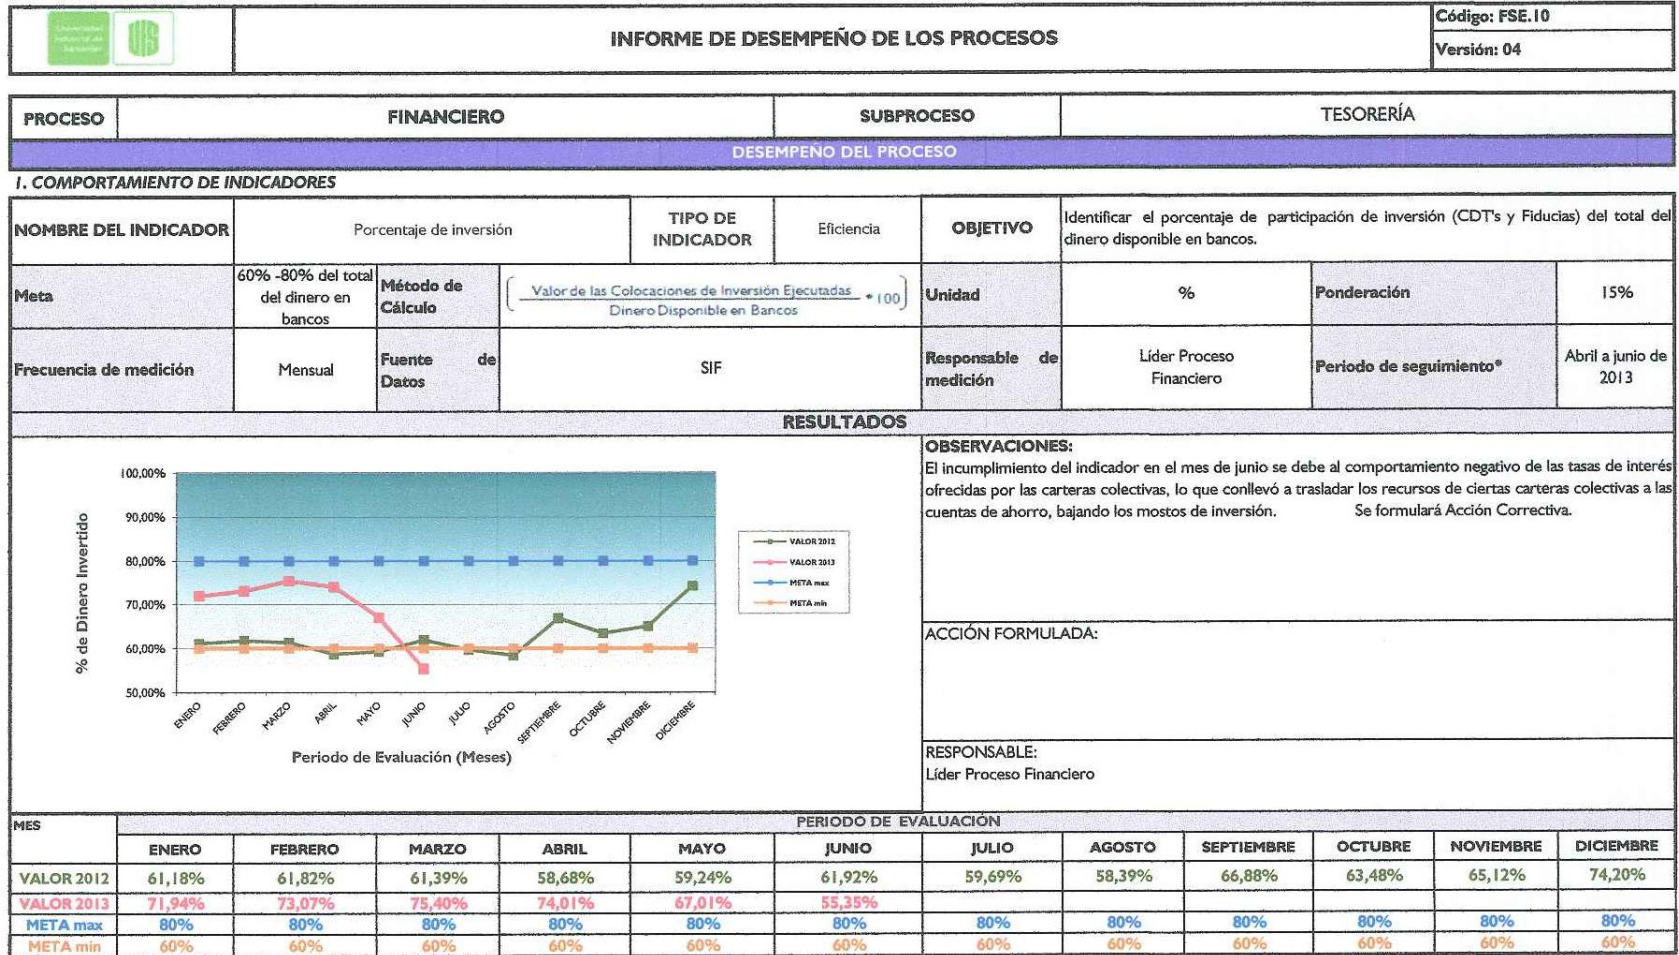 Universidad
Industrial de
Santander
UIS
INFORME DE DESEMPEÑO DE LOS PROCESOS
Código: FSE.10
Versión: 04
PROCESO FINANCIERO SUBPROCESO TESORERÍA
DESEMPEÑO DEL PROCESO
1. COMPORTAMIENTO DE INDICADORES
NOMBRE DEL INDICADOR
Porcentaje de inversión
TIPO DE
INDICADOR
Eficiencia
OBJETIVO
Identificar el porcentaje de participación de inversión (CDT's y Fiducias) del total del
dinero disponible en bancos.
Meta
60% -80% del total
del dinero en
bancos
Método de
Cálculo
Valor de las Colocaciones de Inversión Ejecutadas
Dinero Disponible en Bancos
* 100
Unidad
%
Ponderación
15%
Frecuencia de medición
Mensual
Fuente de
Datos
SIF
Responsable de
medición
Líder Proceso
Financiero
Periodo de seguimiento*
Abril a junio de
2013
RESULTADOS
100,00%
90,00%
80,00%
70,00%
60,00%
50,00%
% de Dinero Invertido
ENERO
FEBRERO
MARZO
ABRIL
MAYO
JUNIO
JULIO
AGOSTO
SEPTIEMBRE
OCTUBRE
NOVIEMBRE
DICIEMBRE
Periodo de Evaluación (Meses)
VALOR 2012
VALOR 2013
META max
META min
OBSERVACIONES:
El incumplimiento del indicador en el mes de junio se debe al comportamiento negativo de las tasas de interés
ofrecidas por las carteras colectivas, lo que conllevó a trasladar los recursos de ciertas carteras colectivas a las
cuentas de ahorro, bajando los mostos de inversión. Se formulará Acción Correctiva.
ACCIÓN FORMULADA:
RESPONSABLE:
Líder Proceso Financiero
MES PERIODO DE EVALUACIÓN
ENERO FEBRERO MARZO ABRIL MAYO JUNIO JULIO AGOSTO SEPTIEMBRE OCTUBRE NOVIEMBRE DICIEMBRE
VALOR 2012 61,18% 61,82% 61,39% 58,68% 59,24% 61,92% 59,69% 58,39% 66,88% 63,48% 65,12% 74,20%
VALOR 2013 71,94% 73,07% 75,40% 74,01% 67,01% 55,35%
META max 80% 80% 80% 80% 80% 80% 80% 80% 80% 80% 80% 80%
META min 60% 60% 60% 60% 60% 60% 60% 60% 60% 60% 60% 60%